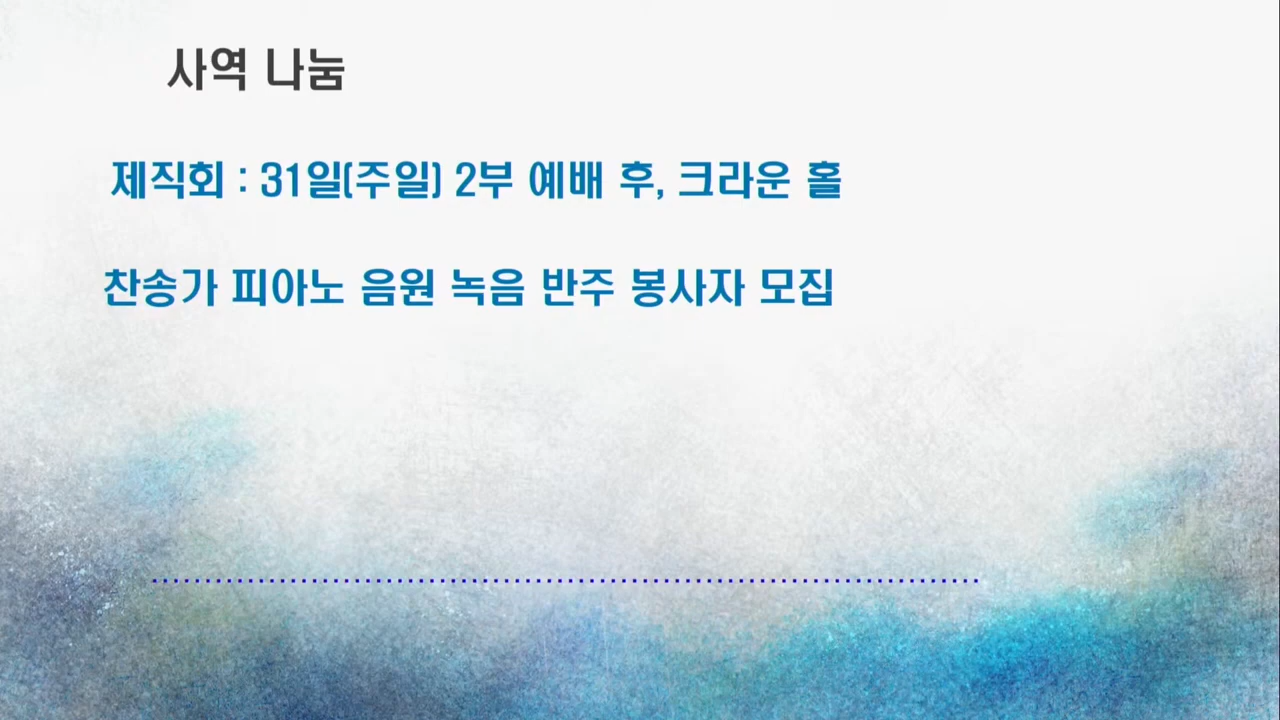 사역 나눔
제직회 : 31일(주일) 2부 예배 후, 크라운 홀
찬송가 피아노 음원 녹음 반주 봉사자 모집